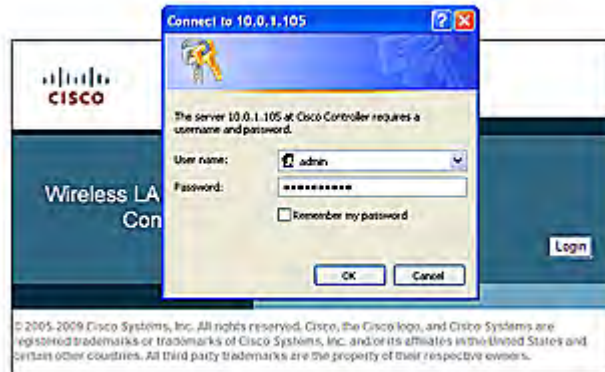 Connect to 10.0.1.105
CISCO
The server 10.0.1.105 at Cisco Controller requires a
username and password.
User name:
admin
Password:
••••••••••
Wireless LA
Con
Remember my password
Login
OK
Cancel
© 2005-2009 Cisco Systems, Inc. All rights reserved. Cisco, the Cisco logo, and Cisco Systems are
registered trademarks or trademarks of Cisco Systems, Inc. and/or its affiliates in the United States and
certain other countries. All third party trademarks are the property of their respective owners.